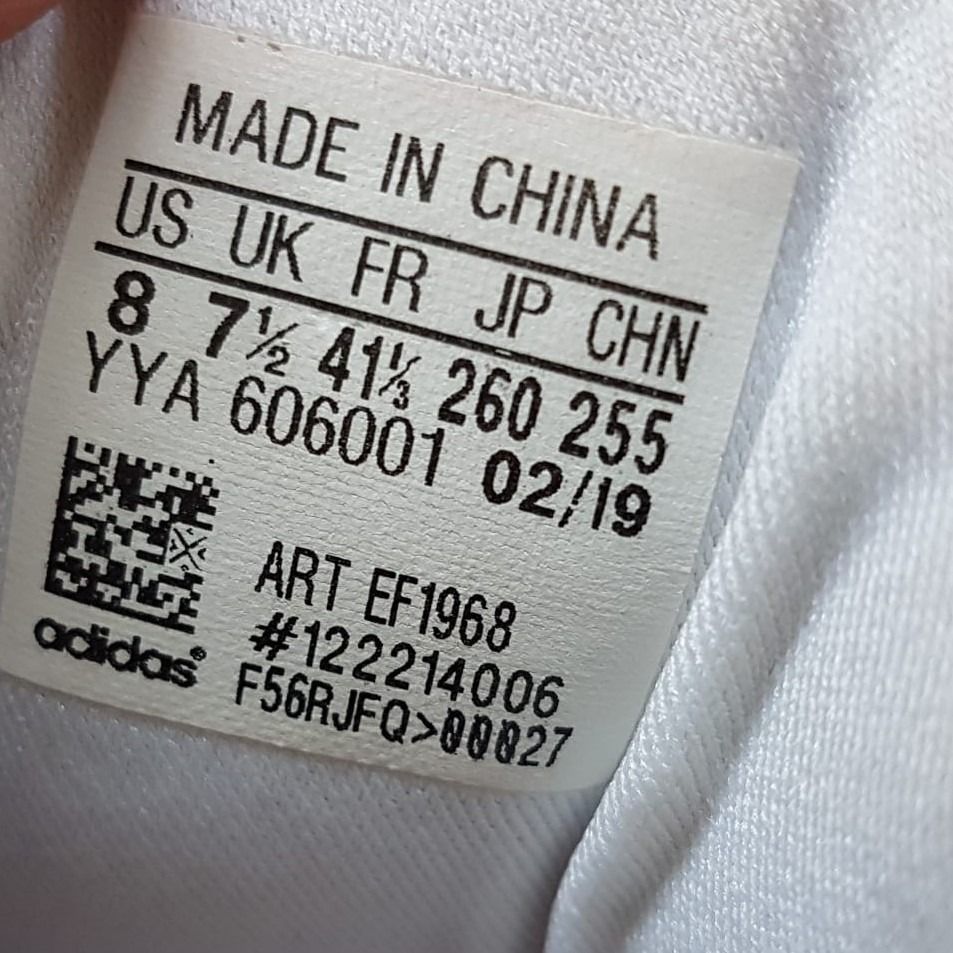 MADE IN CHINA
US UK FR JP CHN
8 7½ 41⅓ 260 255
YYA 606001 02/19
ART EF1968
#122214006
F56RJFQ>00027
adidas®